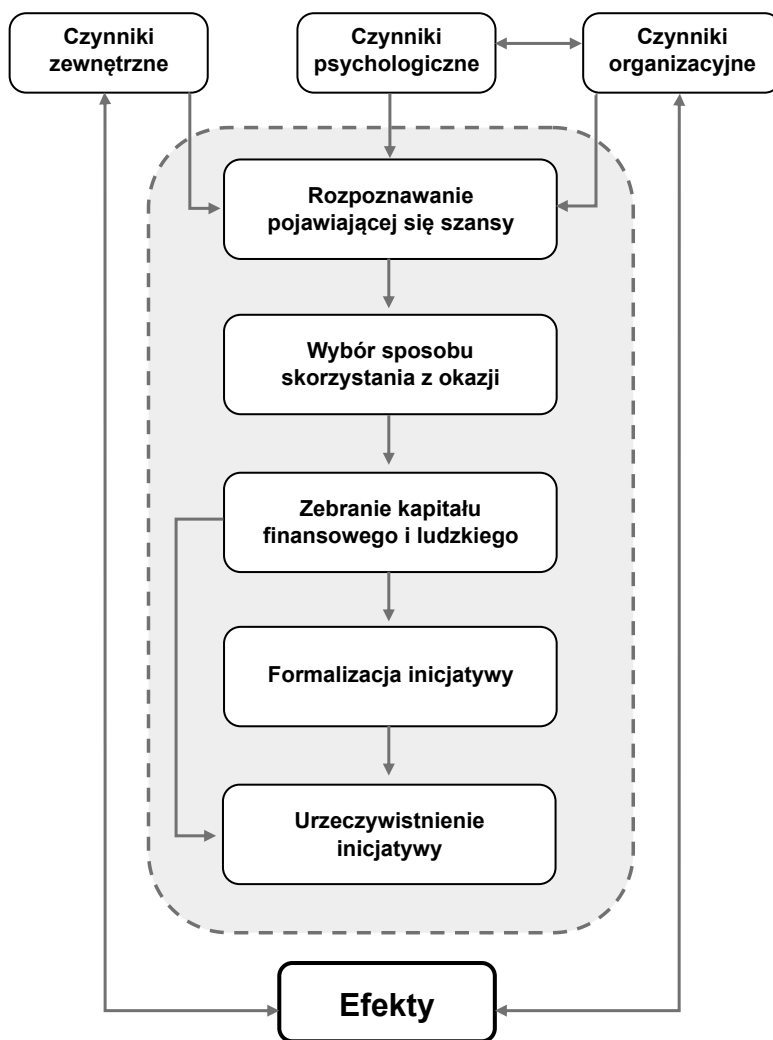 Czynniki
zewnętrzne
Czynniki
psychologiczne
Czynniki
organizacyjne
Rozpoznawanie
pojawiającej się szansy
Wybór sposobu
skorzystania z okazji
Zebranie kapitału
finansowego i ludzkiego
Formalizacja inicjatywy
Urzeczywistnienie
inicjatywy
Efekty